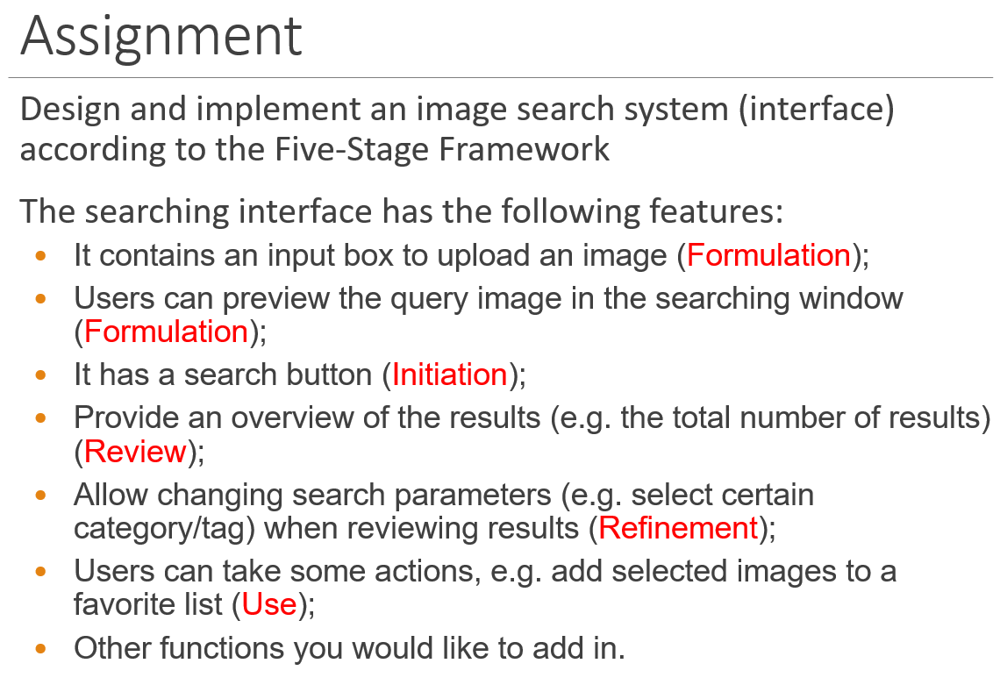 Assignment
Design and implement an image search system (interface)
according to the Five-Stage Framework
The searching interface has the following features:
• It contains an input box to upload an image (Formulation);
• Users can preview the query image in the searching window
(Formulation);
• It has a search button (Initiation);
• Provide an overview of the results (e.g. the total number of results)
(Review);
• Allow changing search parameters (e.g. select certain
category/tag) when reviewing results (Refinement);
• Users can take some actions, e.g. add selected images to a
favorite list (Use);
• Other functions you would like to add in.